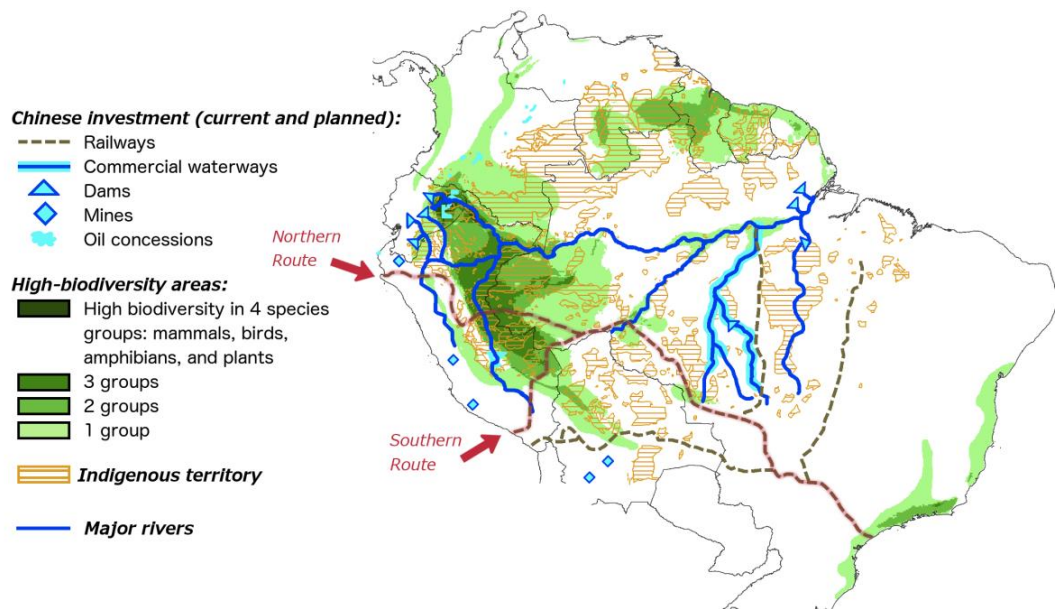 Chinese investment (current and planned):
Railways
Commercial waterways
Dams
Mines
Oil concessions
High-biodiversity areas:
High biodiversity in 4 species
groups: mammals, birds,
amphibians, and plants
3 groups
2 groups
1 group
Indigenous territory
Major rivers
Northern
Route
Southern
Route